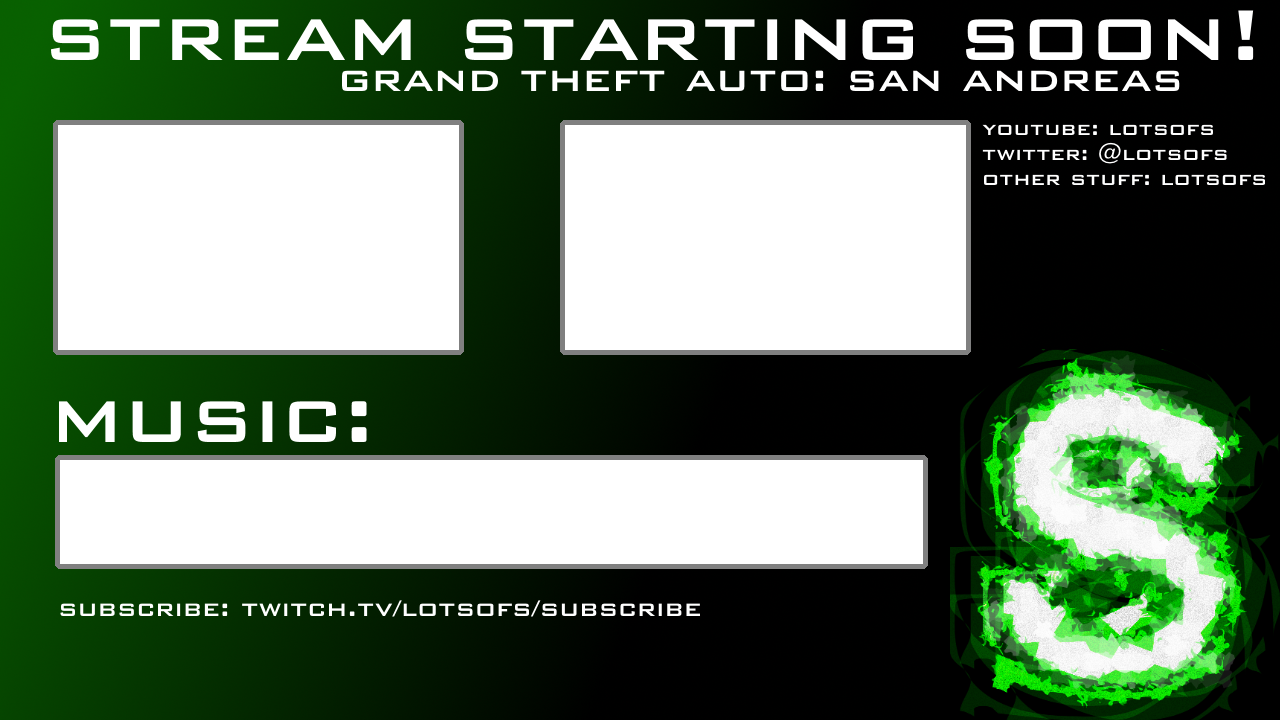 STREAM STARTING SOON!
GRAND THEFT AUTO: SAN ANDREAS
YOUTUBE: LOTSOFS
TWITTER: @LOTSOFS
OTHER STUFF: LOTSOFS
MUSIC:
SUBSCRIBE: TWITCH.TV/LOTSOFS/SUBSCRIBE
S